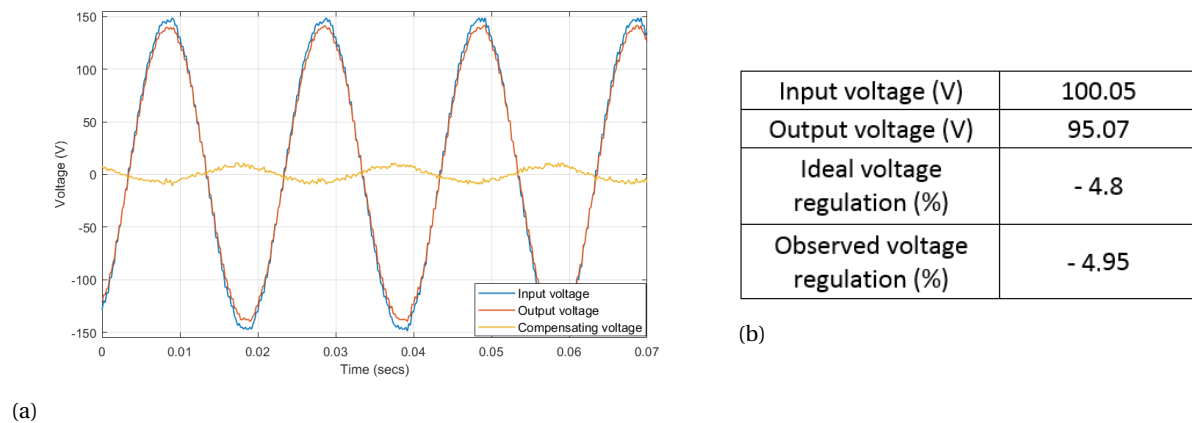 150
100
50
0
-50
-100
-150
Voltage (V)
0
0.01
0.02
0.03
0.04
0.05
0.06
0.07
Time (secs)
Input voltage
Output voltage
Compensating voltage
(a)
Input voltage (V)
100.05
Output voltage (V)
95.07
Ideal voltage
regulation (%)
- 4.8
Observed voltage
regulation (%)
- 4.95
(b)